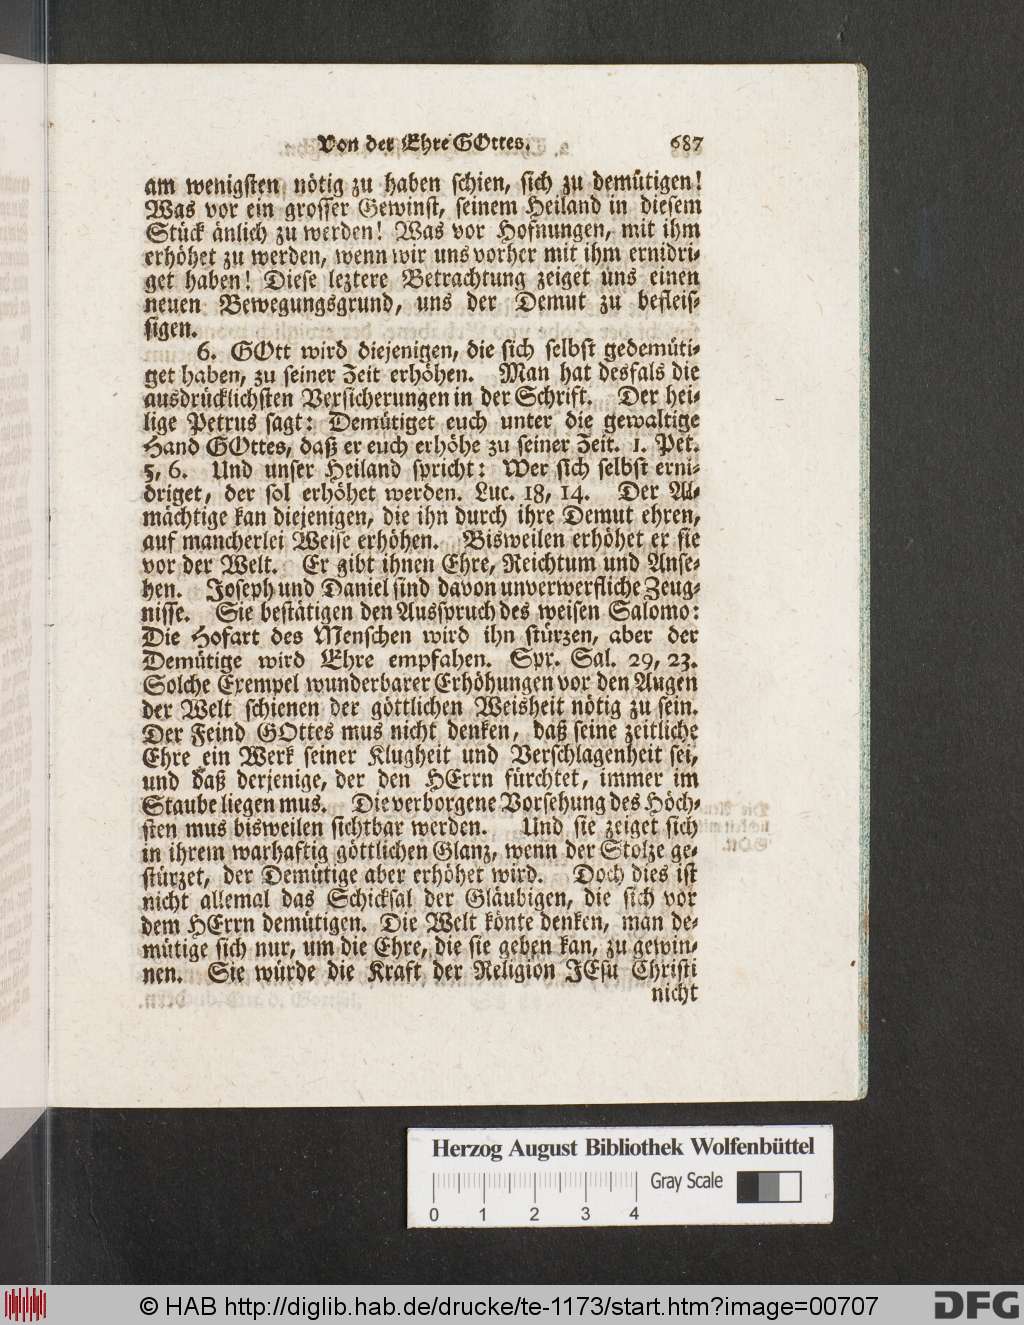 Von der Ehre GOttes. 687
am wenigſten nötig zu haben ſchien, ſich zu demütigen!
Was vor ein groſſer Gewinſt, ſeinem Heiland in dieſem
Stück änlich zu werden! Was vor Hofnungen, mit ihm
erhöhet zu werden, wenn wir uns vorher mit ihm ernidri-
get haben! Dieſe leztere Betrachtung zeiget uns einen
neuen Bewegungsgrund, uns der Demut zu befleiſ-
ſigen.
6. GOtt wird diejenigen, die ſich ſelbſt gedemüti-
get haben, zu ſeiner Zeit erhöhen. Man hat desfals die
ausdrücklichſten Verſicherungen in der Schrift. Der hei-
lige Petrus ſagt: Demütiget euch unter die gewaltige
Hand GOttes, daß er euch erhöhe zu ſeiner Zeit. 1. Pet.
5, 6. Und unſer Heiland ſpricht: Wer ſich ſelbſt erni-
driget, der ſol erhöhet werden. Luc. 18, 14. Der Al-
mächtige kan diejenigen, die ihn durch ihre Demut ehren,
auf mancherlei Weiſe erhöhen. Bisweilen erhöhet er ſie
vor der Welt. Er gibt ihnen Ehre, Reichtum und Anſe-
hen. Joſeph und Daniel ſind davon unverwerfliche Zeug-
niſſe. Sie beſtätigen den Ausſpruch des weiſen Salomo:
Die Hofart des Menſchen wird ihn ſtürzen, aber der
Demütige wird Ehre empfahen. Spr. Sal. 29, 23.
Solche Exempel wunderbarer Erhöhungen vor den Augen
der Welt ſchienen der göttlichen Weisheit nötig zu ſein.
Der Feind GOttes mus nicht denken, daß ſeine zeitliche
Ehre ein Werk ſeiner Klugheit und Verſchlagenheit ſei,
und daß derjenige, der den HErrn fürchtet, immer im
Staube liegen mus. Die verborgene Vorſehung des Höch-
ſten mus bisweilen ſichtbar werden. Und ſie zeiget ſich
in ihrem warhaftig göttlichen Glanz, wenn der Stolze ge-
ſtürzet, der Demütige aber erhöhet wird. Doch dies iſt
nicht allemal das Schickſal der Gläubigen, die ſich vor
dem HErrn demütigen. Die Welt könte denken, man de-
mütige ſich nur, um die Ehre, die ſie geben kan, zu gewin-
nen. Sie würde die Kraft der Religion JEſu Chriſti
nicht
Herzog August Bibliothek Wolfenbüttel
Gray Scale
0 1 2 3 4
© HAB http://diglib.hab.de/drucke/te-1173/start.htm?image=00707
DFG